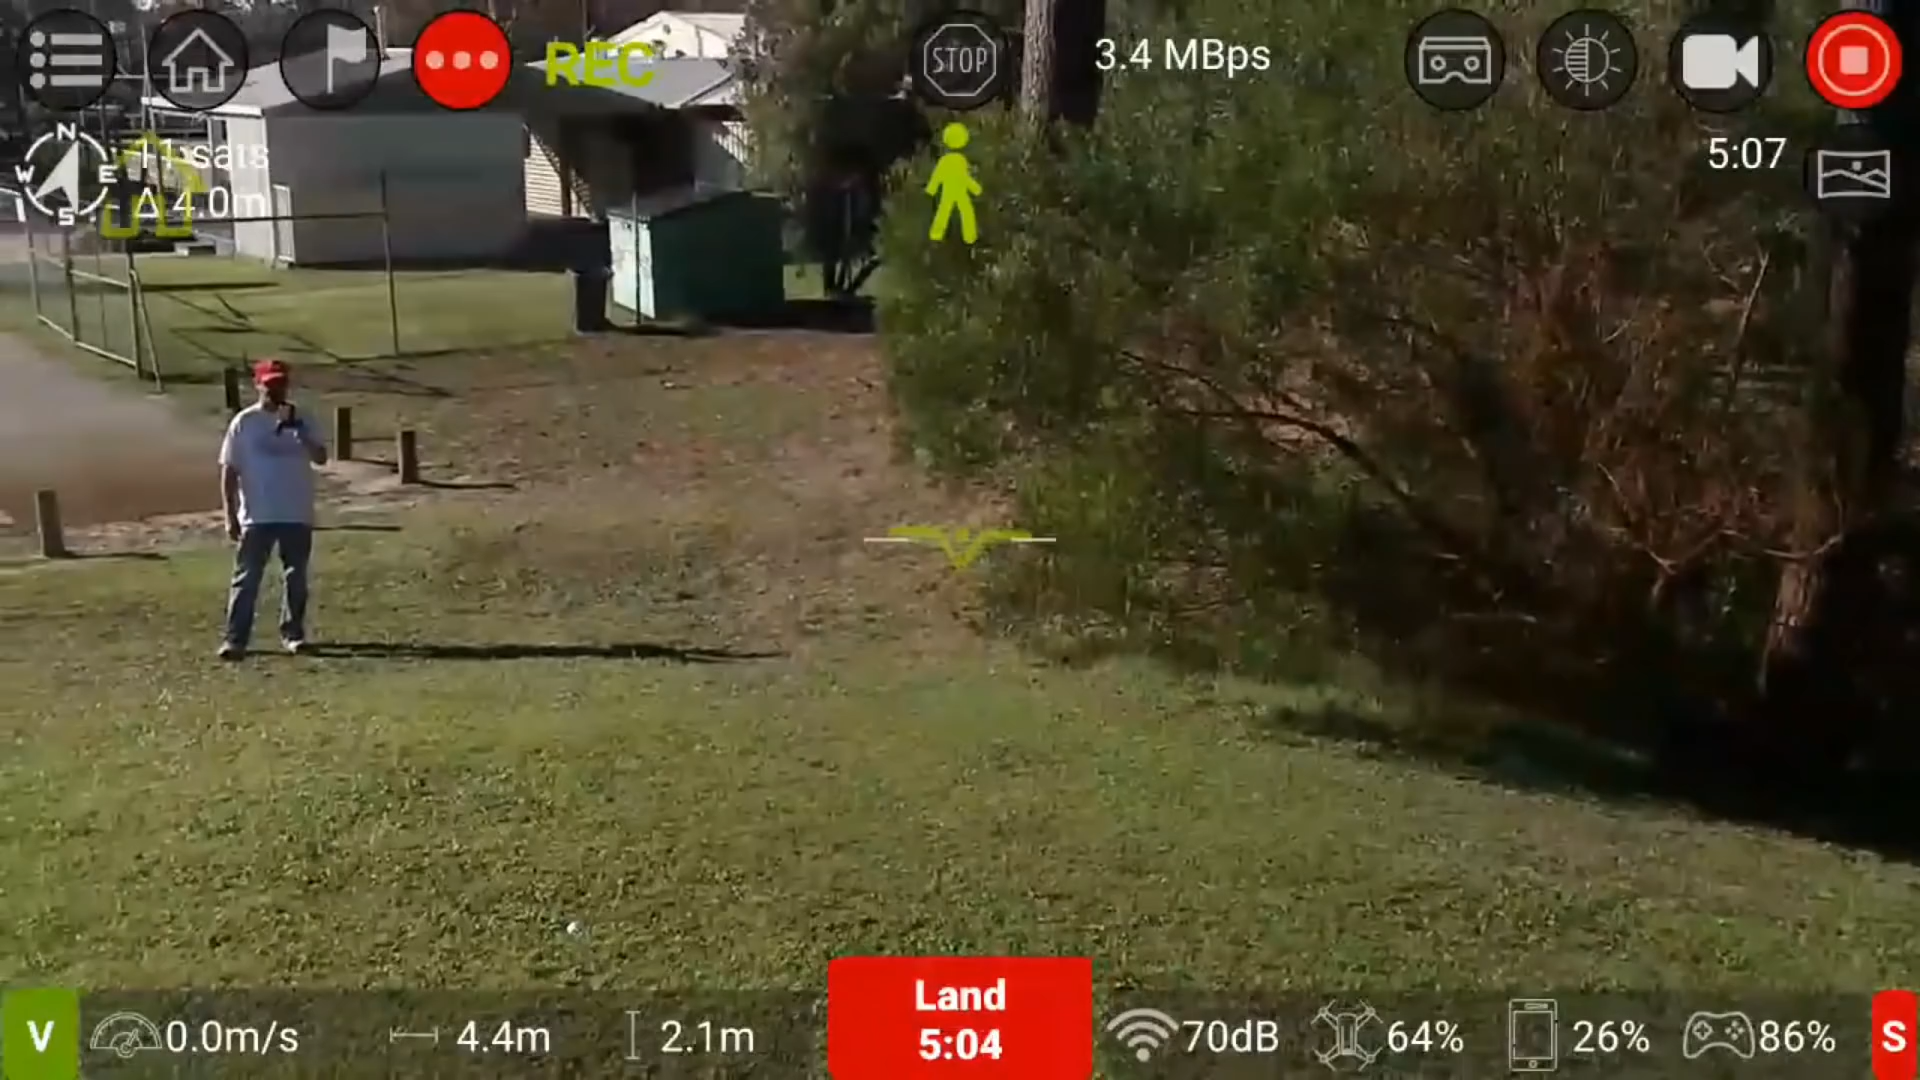 REC
STOP
3.4 MBps
N
W E
S
11 sats
Δ 4.0m
5:07
V
0.0m/s
4.4m
2.1m
Land
5:04
70dB
64%
26%
86%
S